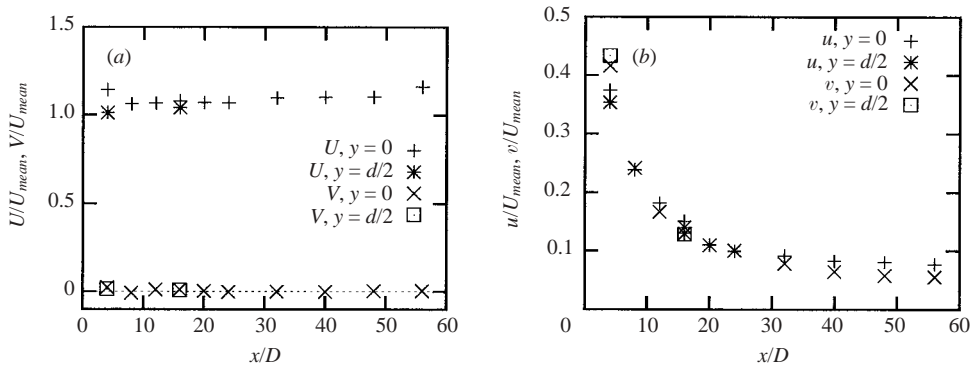 1.5
1.0
0.5
0
U/U_mean, V/U_mean
(a)
U, y = 0
U, y = d/2
V, y = 0
V, y = d/2
0 10 20 30 40 50 60
x/D
0.5
0.4
0.3
0.2
0.1
0
u/U_mean, v/U_mean
(b)
u, y = 0
u, y = d/2
v, y = 0
v, y = d/2
10 20 30 40 50 60
x/D